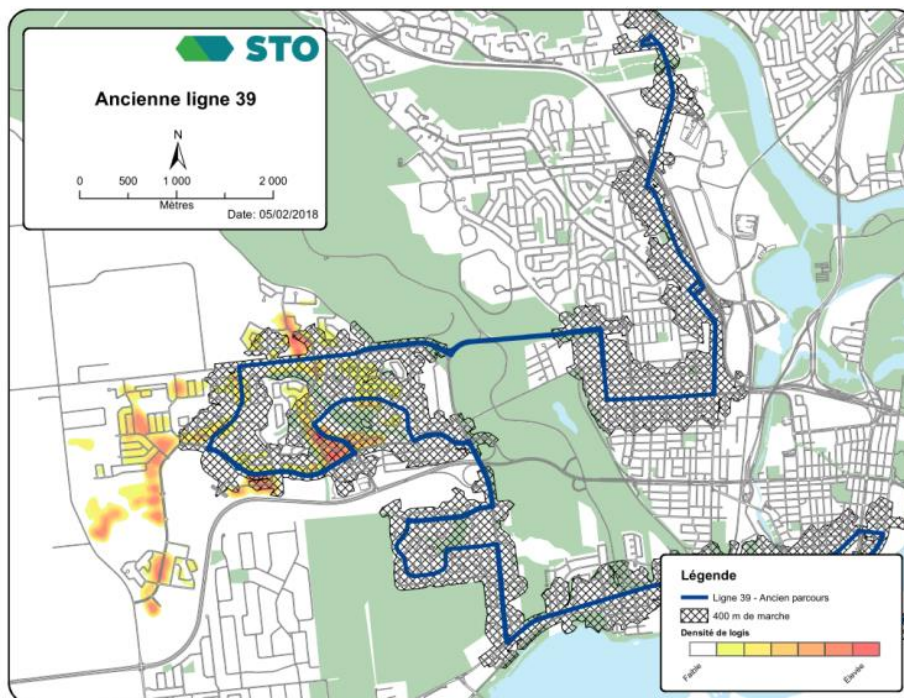 STO
Ancienne ligne 39
N
0 500 1 000 2 000
Mètres
Date: 05/02/2018
Légende
Ligne 39 - Ancien parcours
400 m de marche
Densité de logis
Faible Élevée